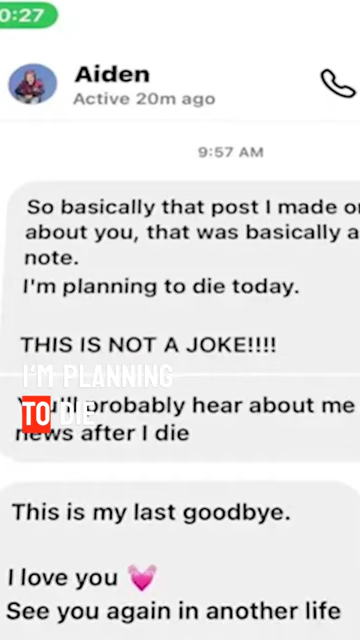 0:27
Aiden
Active 20m ago
9:57 AM
So basically that post I made
about you, that was basically a
note.
I'm planning to die today.
THIS IS NOT A JOKE!!!!
I'M PLANNING
TO DIE
probably hear about me
news after I die
This is my last goodbye.
I love you 💓
See you again in another life